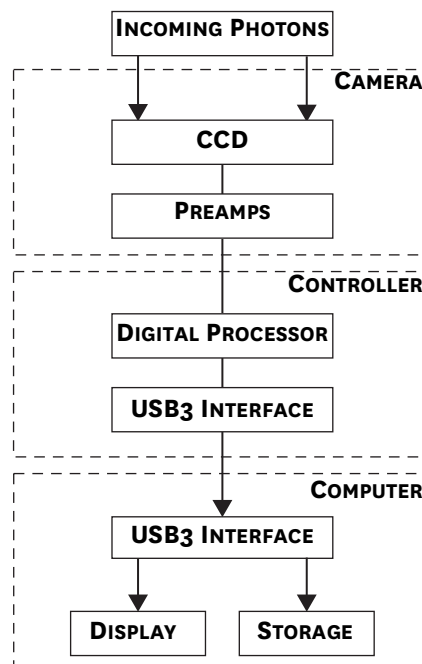 INCOMING PHOTONS
CAMERA
CCD
PREAMPS
CONTROLLER
DIGITAL PROCESSOR
USB3 INTERFACE
COMPUTER
USB3 INTERFACE
DISPLAY STORAGE